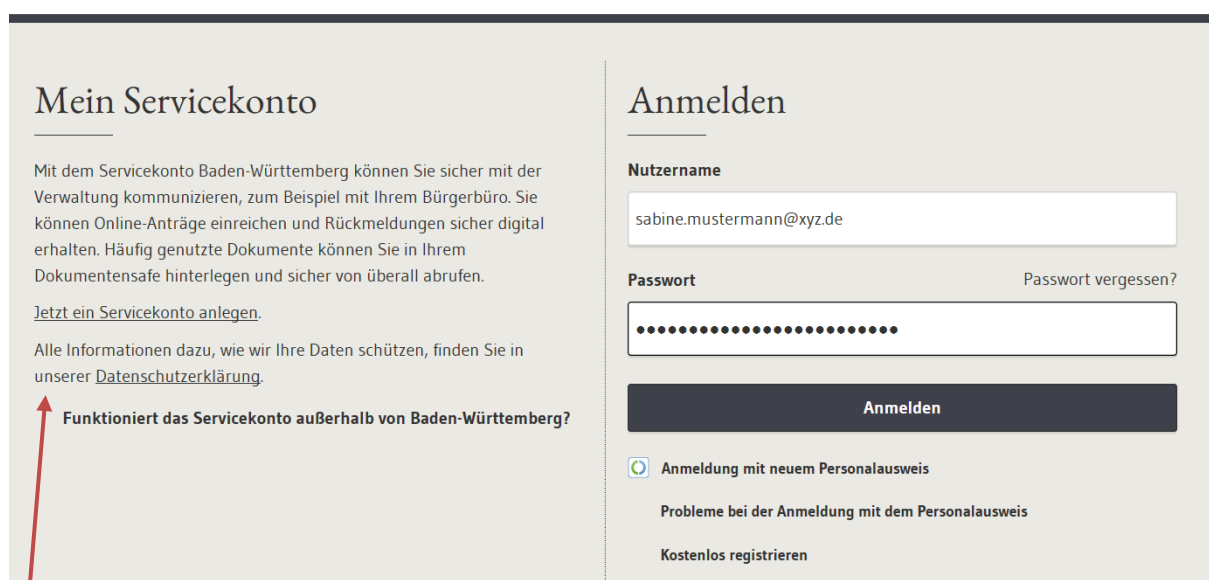 Mein Servicekonto
Mit dem Servicekonto Baden-Württemberg können Sie sicher mit der
Verwaltung kommunizieren, zum Beispiel mit Ihrem Bürgerbüro. Sie
können Online-Anträge einreichen und Rückmeldungen sicher digital
erhalten. Häufig genutzte Dokumente können Sie in Ihrem
Dokumentensafe hinterlegen und sicher von überall abrufen.
Jetzt ein Servicekonto anlegen.
Alle Informationen dazu, wie wir Ihre Daten schützen, finden Sie in
unserer Datenschutzerklärung.
Funktioniert das Servicekonto außerhalb von Baden-Württemberg?
Anmelden
Nutzername
sabine.mustermann@xyz.de
Passwort Passwort vergessen?
●●●●●●●●●●●●●●●●●●●●●●●●●
Anmelden
Anmeldung mit neuem Personalausweis
Probleme bei der Anmeldung mit dem Personalausweis
Kostenlos registrieren